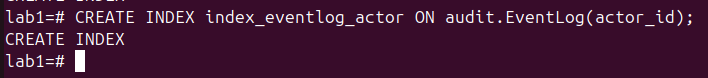 lab1=# CREATE INDEX index_eventlog_actor ON audit.EventLog(actor_id);
CREATE INDEX
lab1=#